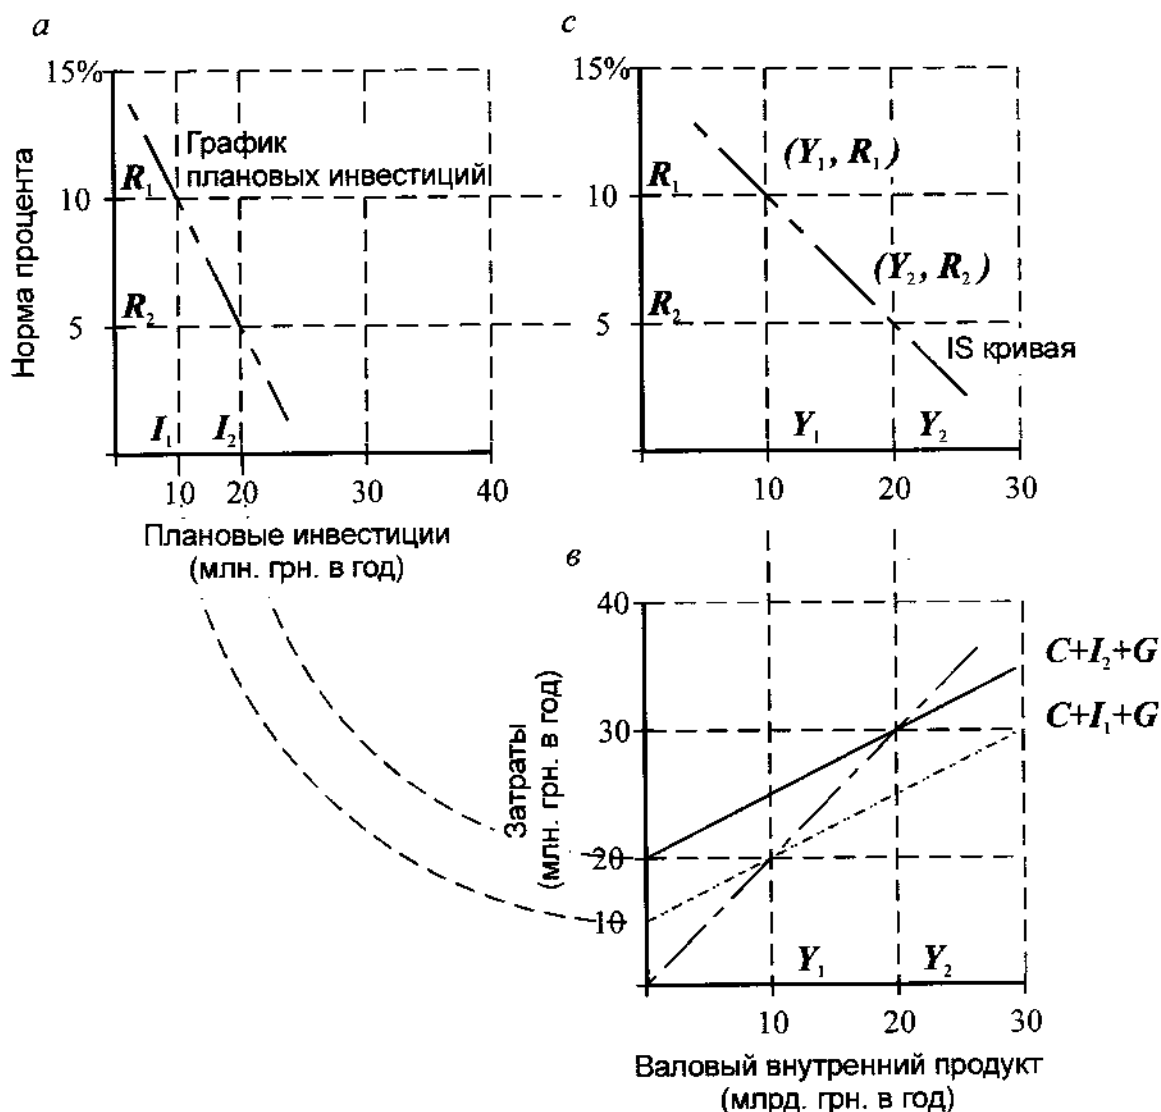 а
15%
График
плановых инвестиций
R₁
10
R₂
5
I₁
I₂
10
20
30
40
Норма процента
Плановые инвестиции
(млн. грн. в год)
с
15%
(Y₁, R₁)
R₁
10
(Y₂, R₂)
R₂
5
IS кривая
Y₁
Y₂
10
20
30
в
40
C+I₂+G
C+I₁+G
30
20
10
Затраты
(млн. грн. в год)
Y₁
Y₂
10
20
30
Валовый внутренний продукт
(млрд. грн. в год)